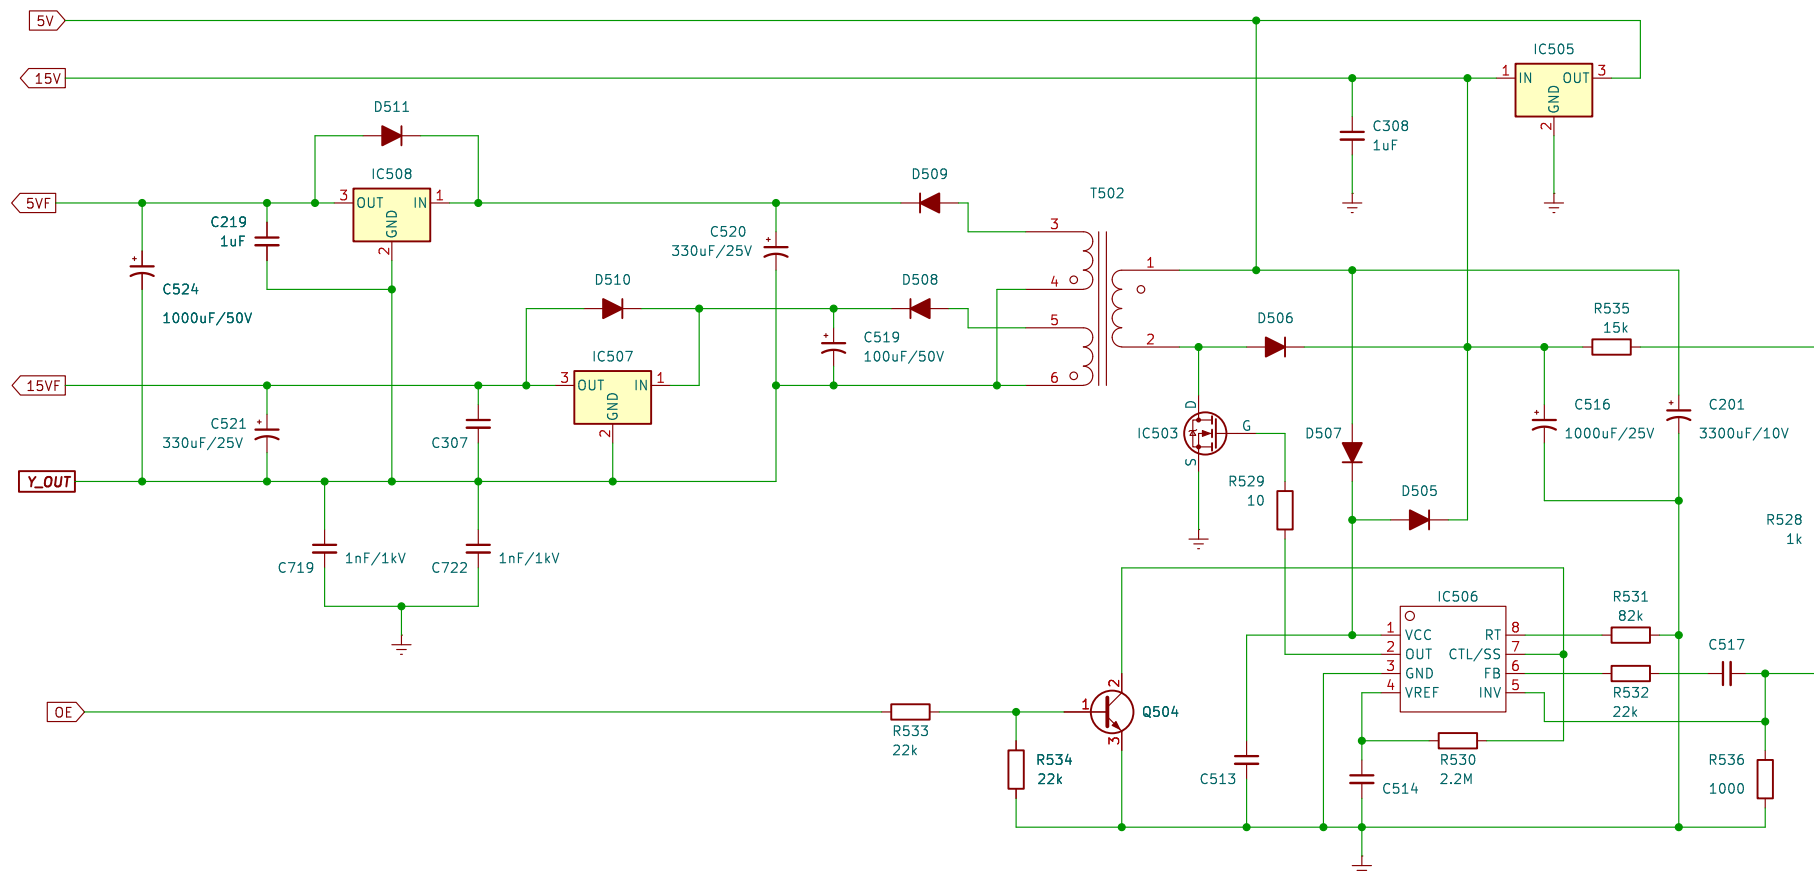 5V
15V
IC505
1 IN OUT 3
GND
2
C308
1uF
D511
IC508
3 OUT IN 1
GND
2
5VF
C219
1uF
C524
1000uF/50V
D509
T502
C520
330uF/25V
3
4
5
6
1
2
D510
D508
C519
100uF/50V
IC507
3 OUT IN 1
GND
2
15VF
C521
330uF/25V
C307
Y_OUT
D506
R535
15k
IC503
D
G
S
D507
C516
1000uF/25V
C201
3300uF/10V
R529
10
D505
R528
1k
C719
1nF/1kV
C722
1nF/1kV
IC506
1 VCC RT 8
2 OUT CTL/SS 7
3 GND FB 6
4 VREF INV 5
R531
82k
C517
R532
22k
OE
R533
22k
R534
22k
1
2
3
Q504
C513
C514
R530
2.2M
R536
1000